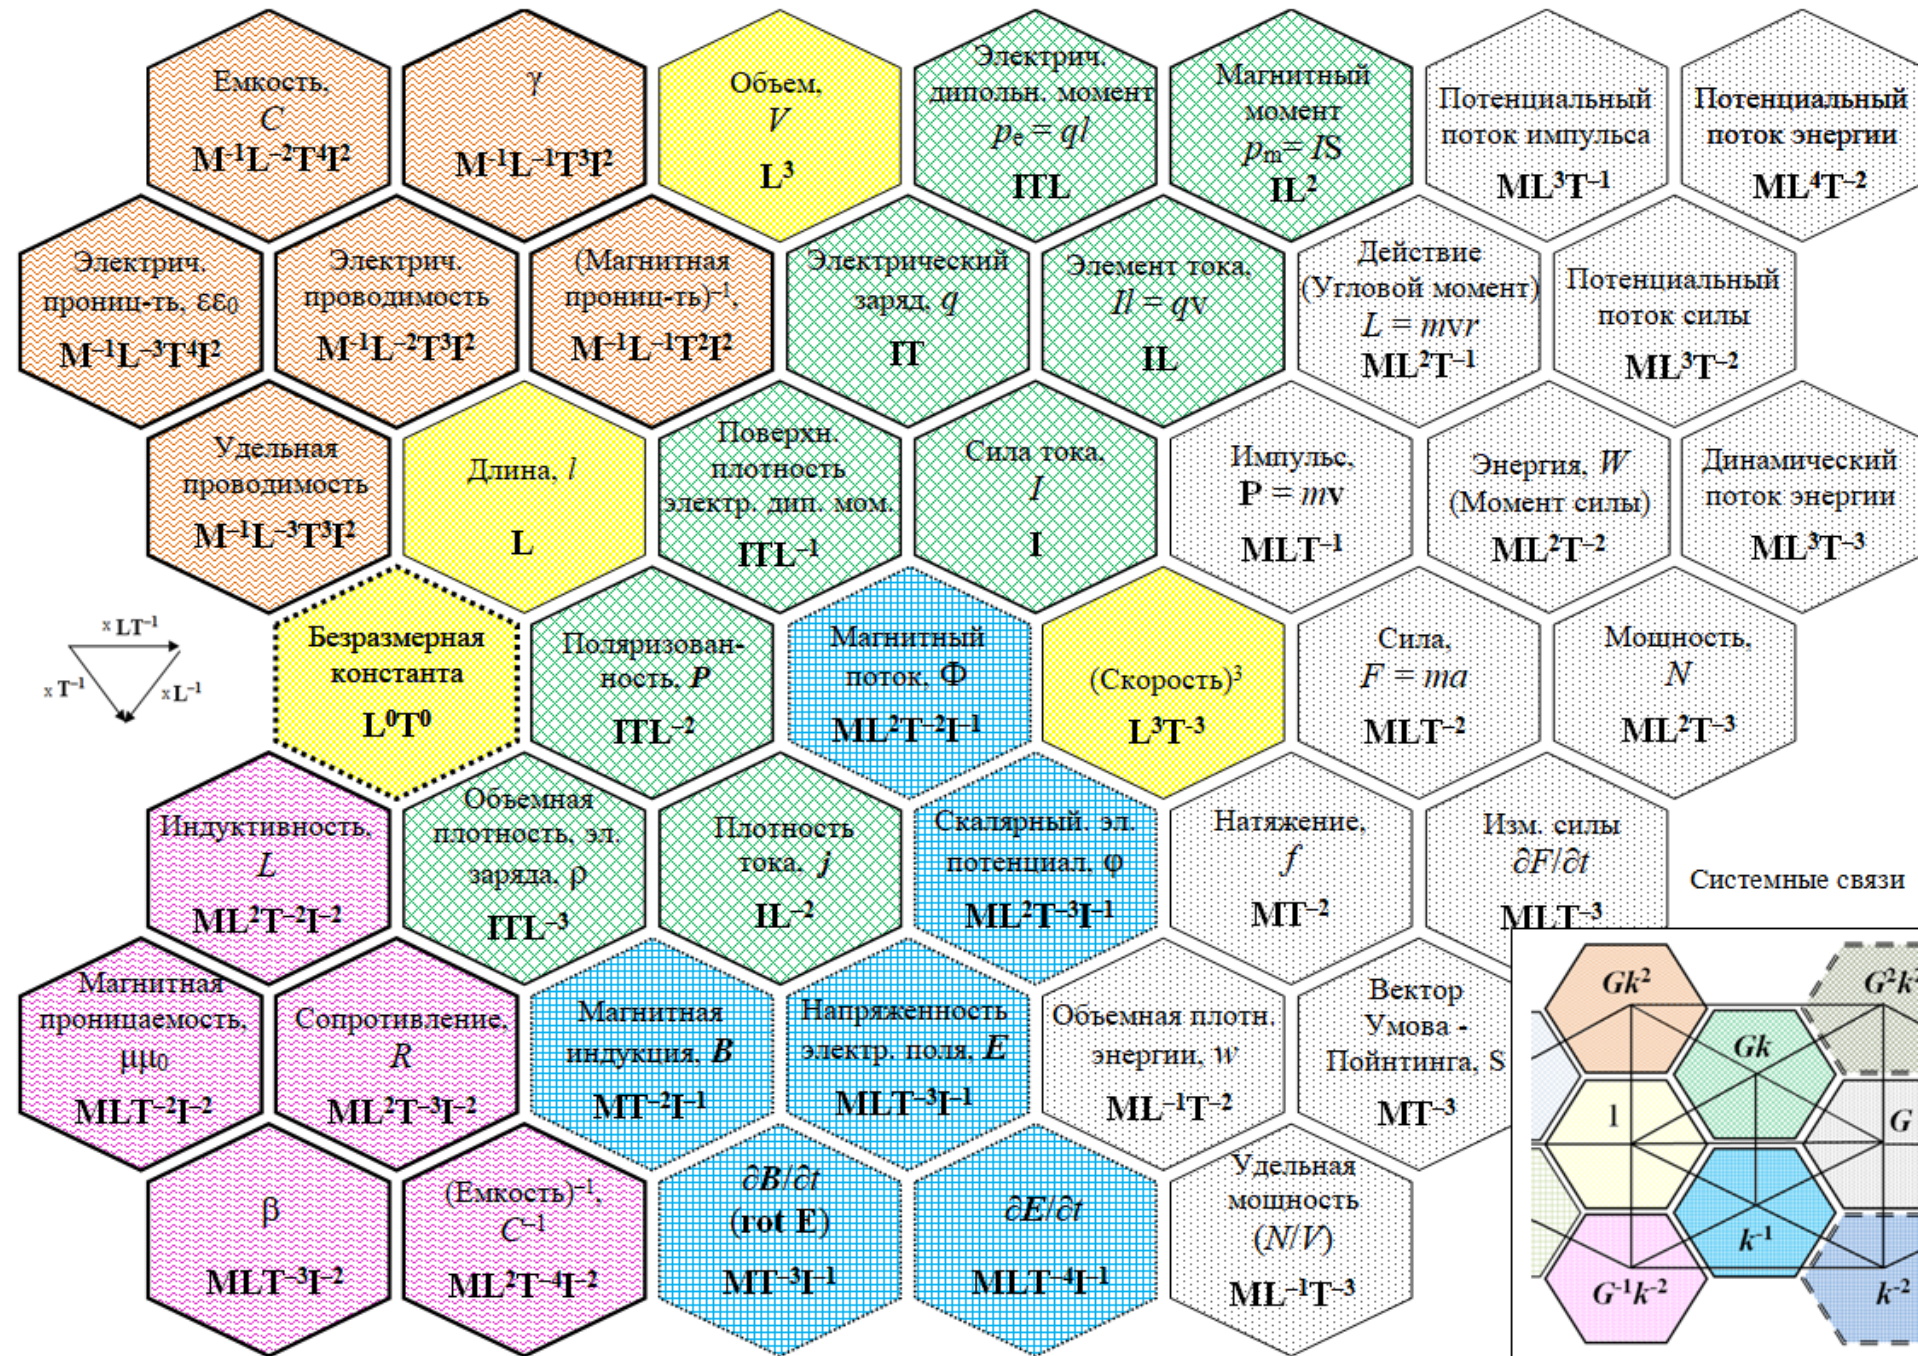 Емкость,
C
M⁻¹L⁻²T⁴I²
γ
M⁻¹L⁻¹T³I²
Объем,
V
L³
Электрич.
дипольн. момент
pₑ = ql
ITL
Магнитный
момент
pₘ= IS
IL²
Потенциальный
поток импульса
ML³T⁻¹
Потенциальный
поток энергии
ML⁴T⁻²
Электрич.
прониц-ть, εε₀
M⁻¹L⁻³T⁴I²
Электрич.
проводимость
M⁻¹L⁻²T³I²
(Магнитная
прониц-ть)⁻¹,
M⁻¹L⁻¹T²I²
Электрический
заряд, q
IT
Элемент тока,
Il = qv
IL
Действие
(Угловой момент)
L = mvr
ML²T⁻¹
Потенциальный
поток силы
ML³T⁻²
Удельная
проводимость
M⁻¹L⁻³T³I²
Длина, l
L
Поверхн.
плотность
электр. дип. мом.
ITL⁻¹
Сила тока,
I
I
Импульс,
P = mv
MLT⁻¹
Энергия, W
(Момент силы)
ML²T⁻²
Динамический
поток энергии
ML³T⁻³
x LT⁻¹
x T⁻¹
x L⁻¹
Безразмерная
константа
L⁰T⁰
Поляризован-
ность, P
ITL⁻²
Магнитный
поток, Φ
ML²T⁻²I⁻¹
(Скорость)³
L³T⁻³
Сила,
F = ma
MLT⁻²
Мощность,
N
ML²T⁻³
Индуктивность,
L
ML²T⁻²I⁻²
Объемная
плотность, эл.
заряда, ρ
ITL⁻³
Плотность
тока, j
IL⁻²
Скалярный. эл.
потенциал, φ
ML²T⁻³I⁻¹
Натяжение,
f
MT⁻²
Изм. силы
∂F/∂t
MLT⁻³
Системные связи
Магнитная
проницаемость,
μμ₀
MLT⁻²I⁻²
Сопротивление,
R
ML²T⁻³I⁻²
Магнитная
индукция, B
MT⁻²I⁻¹
Напряженность
электр. поля, E
MLT⁻³I⁻¹
Объемная плотн.
энергии, w
ML⁻¹T⁻²
Вектор
Умова -
Пойнтинга, S
MT⁻³
β
MLT⁻³I⁻²
(Емкость)⁻¹,
C⁻¹
ML²T⁻⁴I⁻²
∂B/∂t
(rot E)
MT⁻³I⁻¹
∂E/∂t
MLT⁻⁴I⁻¹
Удельная
мощность
(N/V)
ML⁻¹T⁻³
Gk²
G²k²
Gk
1
G
k⁻¹
G⁻¹k⁻²
k⁻²